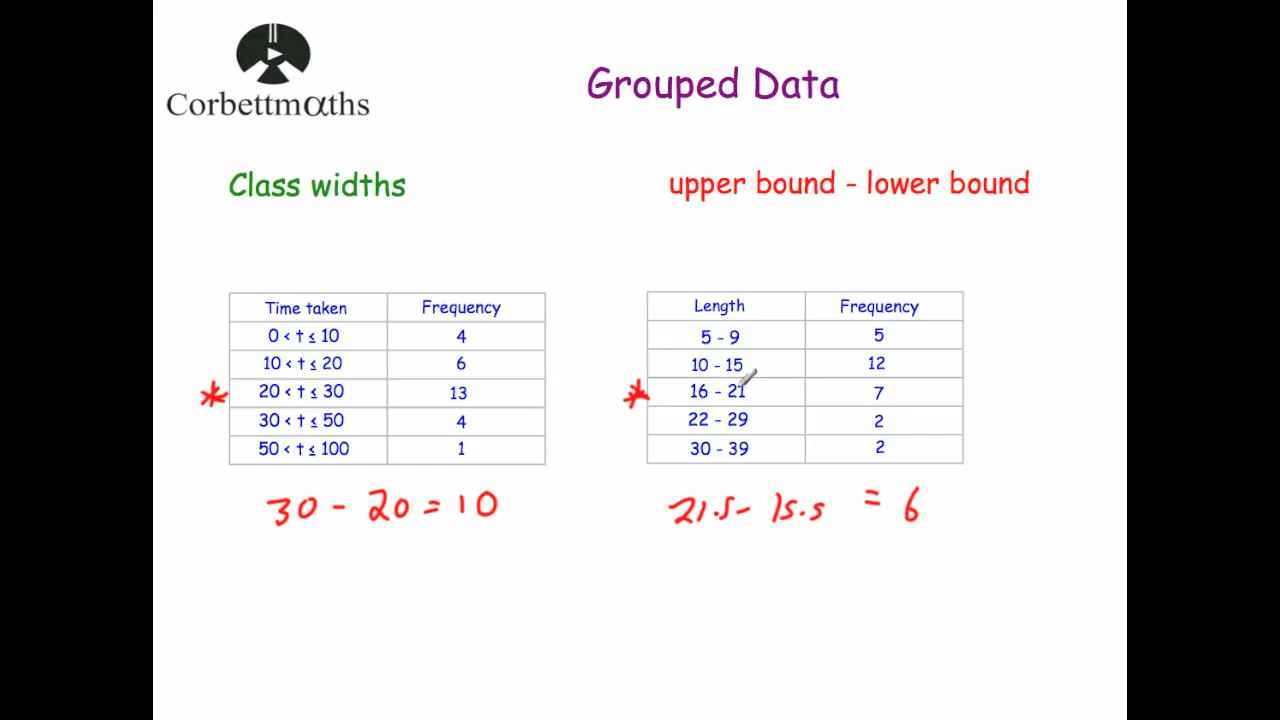 Corbettmαths
Grouped Data
Class widths
upper bound - lower bound
Time taken Frequency
0 < t ≤ 10 4
10 < t ≤ 20 6
* 20 < t ≤ 30 13
30 < t ≤ 50 4
50 < t ≤ 100 1
30 - 20 = 10
Length Frequency
5 - 9 5
10 - 15 12
* 16 - 21 7
22 - 29 2
30 - 39 2
21.5 - 15.5 = 6